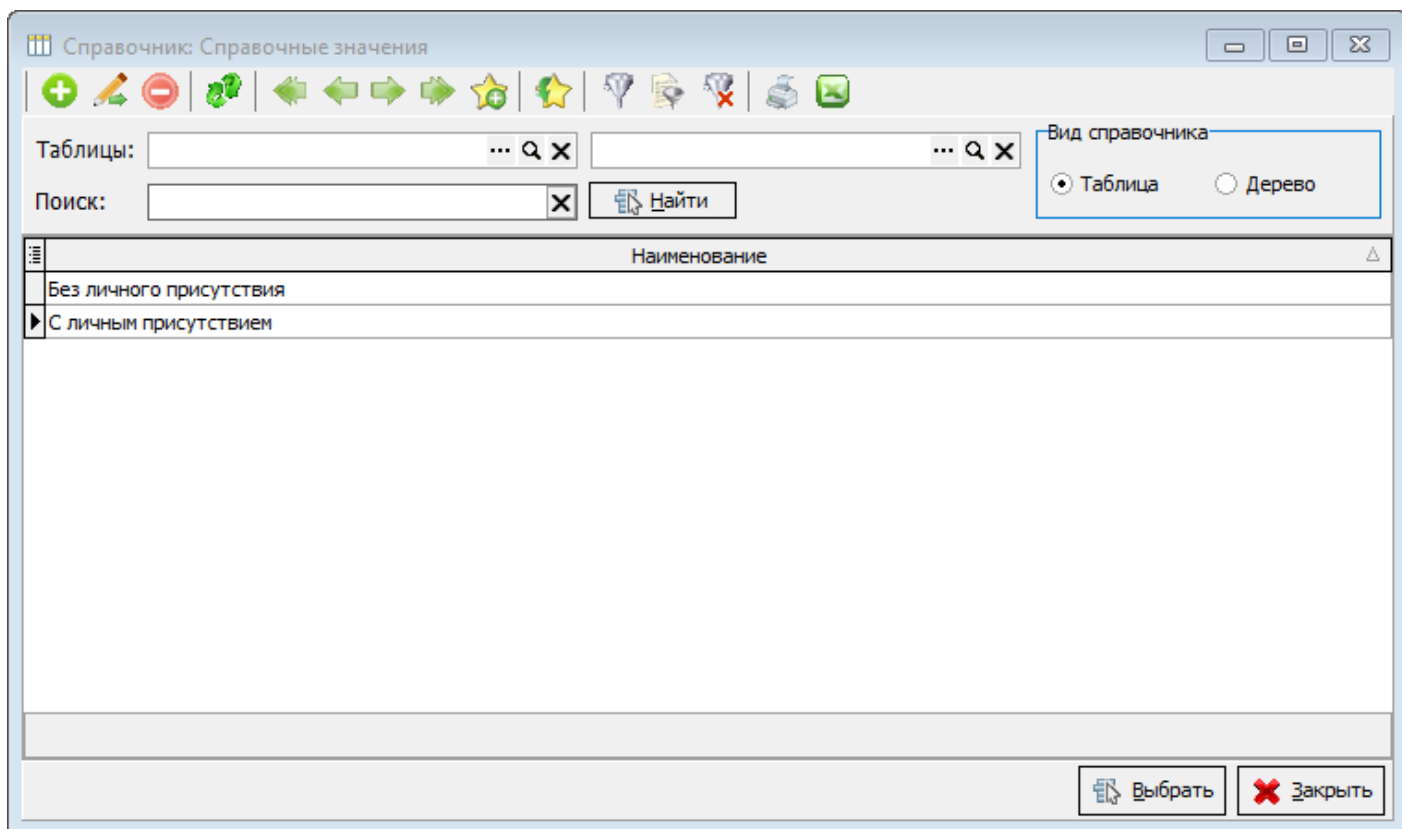 Справочник: Справочные значения
Таблицы:
Вид справочника
Таблица
Дерево
Поиск:
Найти
Наименование
Без личного присутствия
С личным присутствием
Выбрать
Закрыть